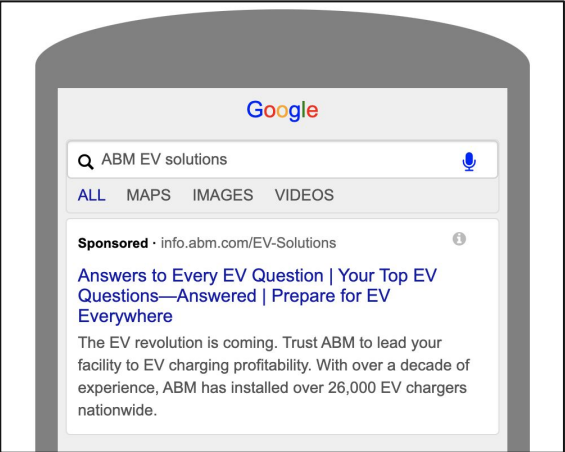 Google
ABM EV solutions
ALL MAPS IMAGES VIDEOS
Sponsored · info.abm.com/EV-Solutions
Answers to Every EV Question | Your Top EV
Questions—Answered | Prepare for EV
Everywhere
The EV revolution is coming. Trust ABM to lead your
facility to EV charging profitability. With over a decade of
experience, ABM has installed over 26,000 EV chargers
nationwide.